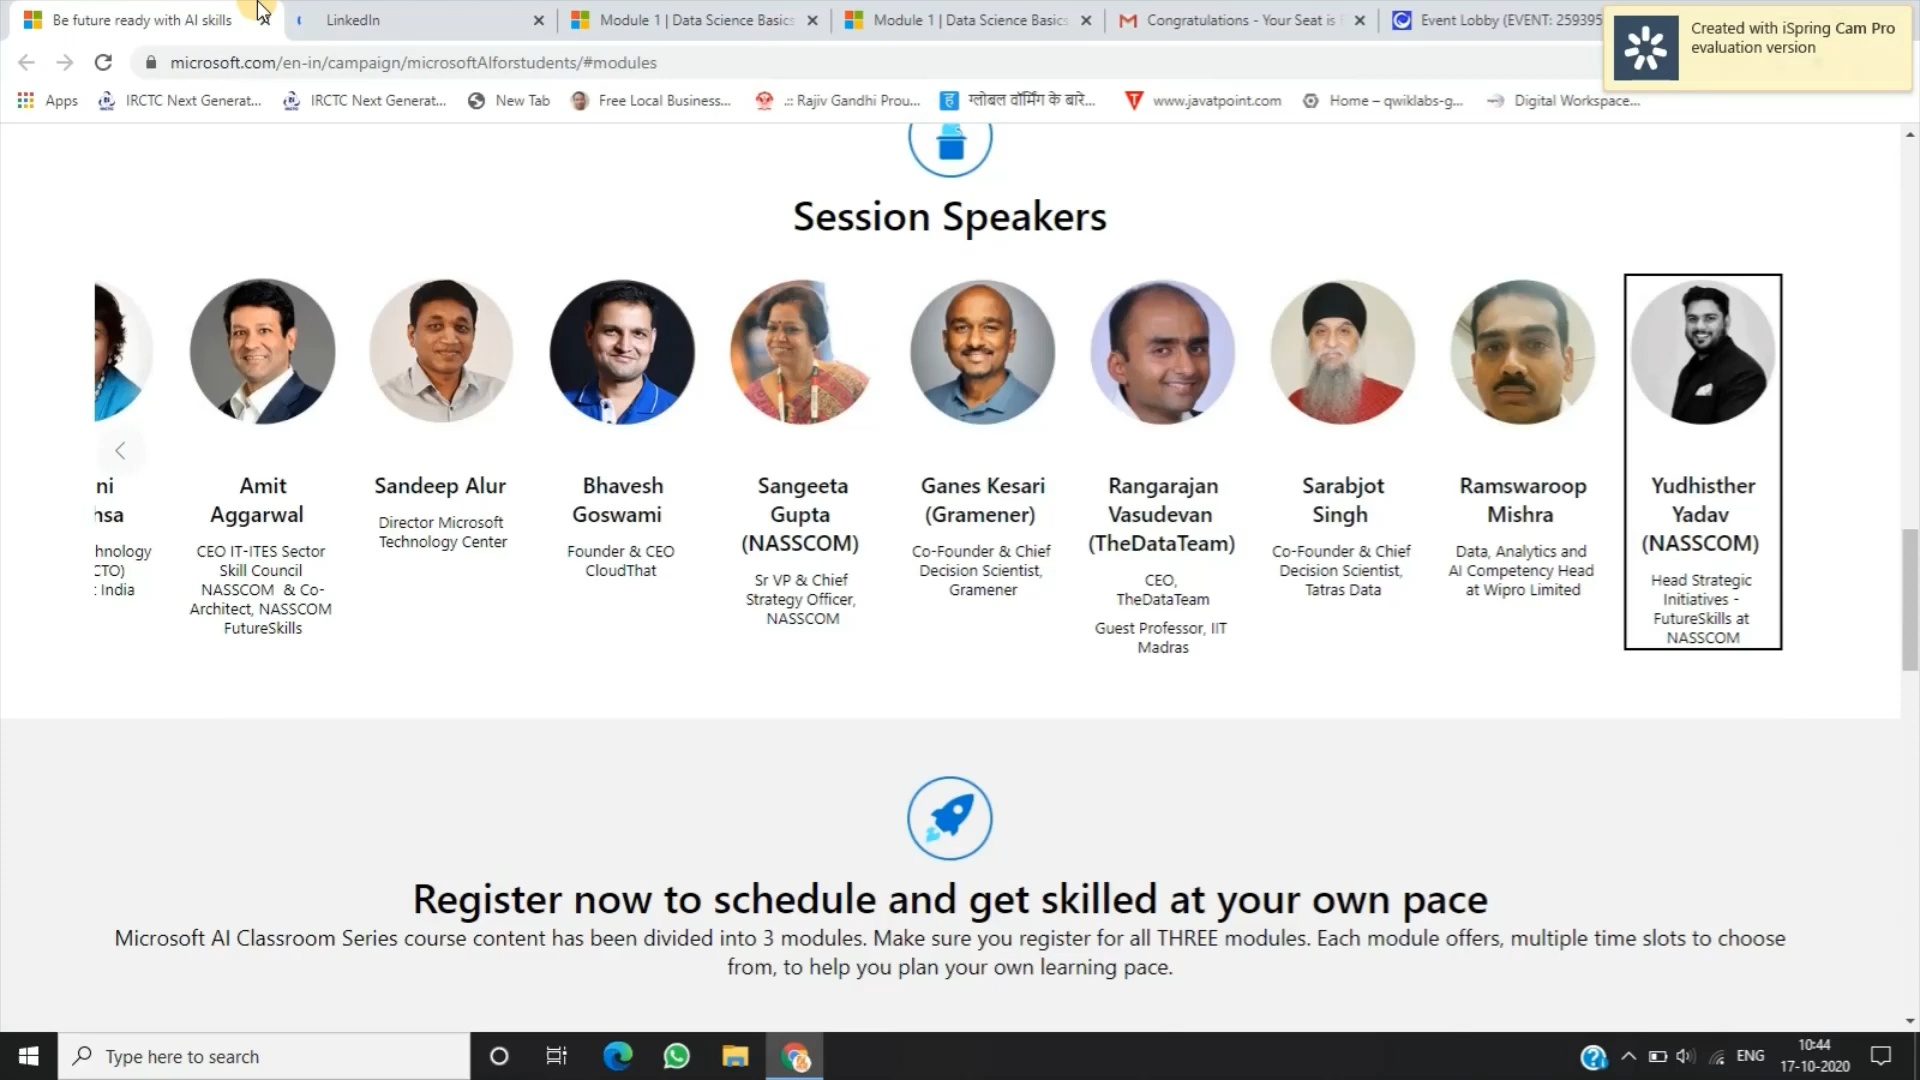 Be future ready with AI skills
LinkedIn
Module 1 | Data Science Basics
Module 1 | Data Science Basics
Congratulations - Your Seat is
Event Lobby (EVENT: 259395
Created with iSpring Cam Pro
evaluation version
microsoft.com/en-in/campaign/microsoftAIforstudents/#modules
Apps
IRCTC Next Generat...
IRCTC Next Generat...
New Tab
Free Local Business...
.:: Rajiv Gandhi Prou...
ग्लोबल वॉर्मिंग के बारे...
www.javatpoint.com
Home – qwiklabs-g...
Digital Workspace...
Session Speakers
ni
hsa
hnology
CTO)
: India
Amit
Aggarwal
CEO IT-ITES Sector
Skill Council
NASSCOM & Co-
Architect, NASSCOM
FutureSkills
Sandeep Alur
Director Microsoft
Technology Center
Bhavesh
Goswami
Founder & CEO
CloudThat
Sangeeta
Gupta
(NASSCOM)
Sr VP & Chief
Strategy Officer,
NASSCOM
Ganes Kesari
(Gramener)
Co-Founder & Chief
Decision Scientist,
Gramener
Rangarajan
Vasudevan
(TheDataTeam)
CEO,
TheDataTeam
Guest Professor, IIT
Madras
Sarabjot
Singh
Co-Founder & Chief
Decision Scientist,
Tatras Data
Ramswaroop
Mishra
Data, Analytics and
AI Competency Head
at Wipro Limited
Yudhisther
Yadav
(NASSCOM)
Head Strategic
Initiatives -
FutureSkills at
NASSCOM
Register now to schedule and get skilled at your own pace
Microsoft AI Classroom Series course content has been divided into 3 modules. Make sure you register for all THREE modules. Each module offers, multiple time slots to choose
from, to help you plan your own learning pace.
Type here to search
ENG
10:44
17-10-2020